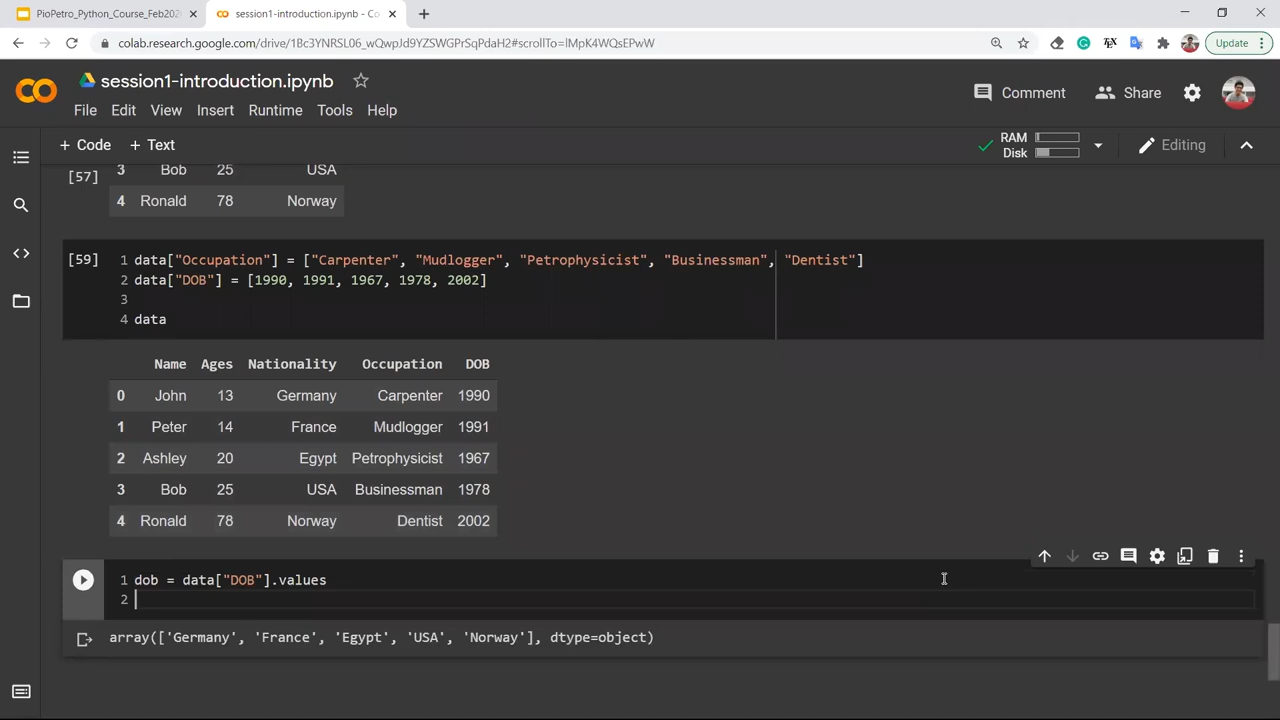 PioPetro_Python_Course_Feb202
session1-introduction.ipynb - Co
colab.research.google.com/drive/1Bc3YNRSL06_wQwpJd9YZSWGPrSqPdaH2#scrollTo=lMpK4WQsEPwW
Update
session1-introduction.ipynb
Comment
Share
File Edit View Insert Runtime Tools Help
+ Code + Text
RAM
Disk
Editing
3 Bob 25 USA
[57]
4 Ronald 78 Norway
[59] 1 data["Occupation"] = ["Carpenter", "Mudlogger", "Petrophysicist", "Businessman", "Dentist"]
2 data["DOB"] = [1990, 1991, 1967, 1978, 2002]
3
4 data
Name Ages Nationality Occupation DOB
0 John 13 Germany Carpenter 1990
1 Peter 14 France Mudlogger 1991
2 Ashley 20 Egypt Petrophysicist 1967
3 Bob 25 USA Businessman 1978
4 Ronald 78 Norway Dentist 2002
1 dob = data["DOB"].values
2
array(['Germany', 'France', 'Egypt', 'USA', 'Norway'], dtype=object)